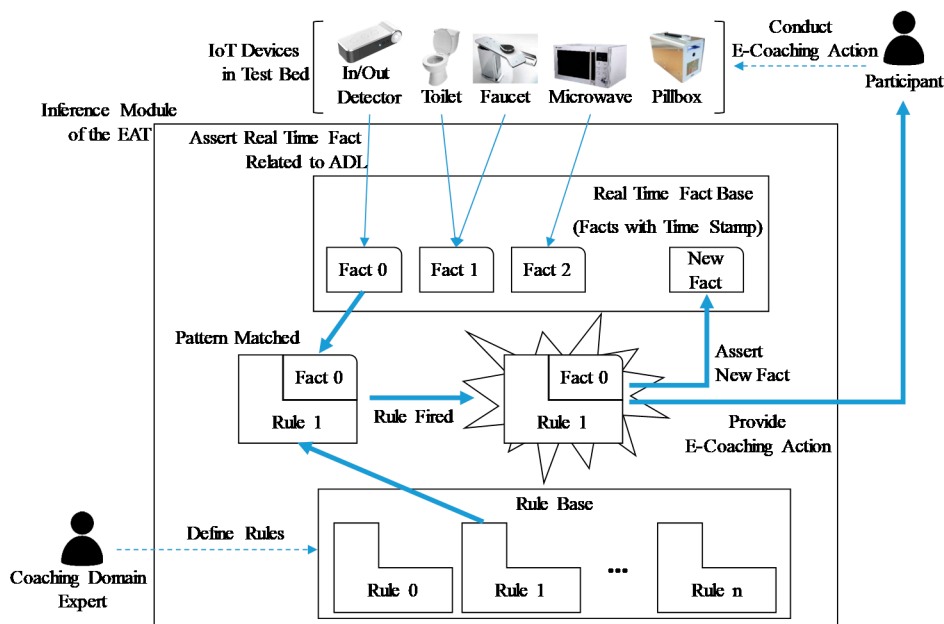 IoT Devices
in Test Bed
In/Out
Detector
Toilet
Faucet
Microwave
Pillbox
Conduct
E-Coaching Action
Participant
Inference Module
of the EAT
Assert Real Time Fact
Related to ADL
Real Time Fact Base
(Facts with Time Stamp)
Fact 0
Fact 1
Fact 2
New
Fact
Pattern Matched
Fact 0
Rule 1
Rule Fired
Fact 0
Rule 1
Assert
New Fact
Provide
E-Coaching Action
Rule Base
Define Rules
Coaching Domain
Expert
Rule 0
Rule 1
...
Rule n